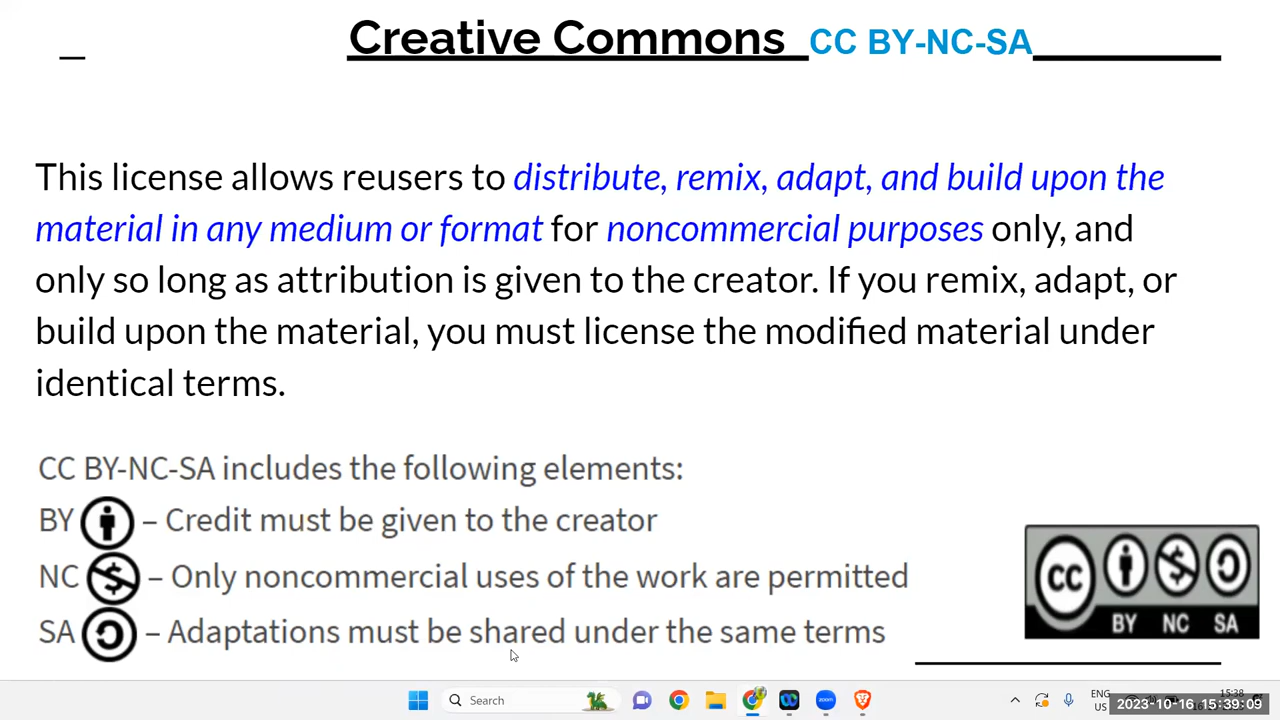 Creative Commons CC BY-NC-SA
This license allows reusers to distribute, remix, adapt, and build upon the
material in any medium or format for noncommercial purposes only, and
only so long as attribution is given to the creator. If you remix, adapt, or
build upon the material, you must license the modified material under
identical terms.
CC BY-NC-SA includes the following elements:
BY – Credit must be given to the creator
NC – Only noncommercial uses of the work are permitted
SA – Adaptations must be shared under the same terms
CC
BY NC SA
Search
zoom
ENG
US
15:38
2023-10-16 15:39:09